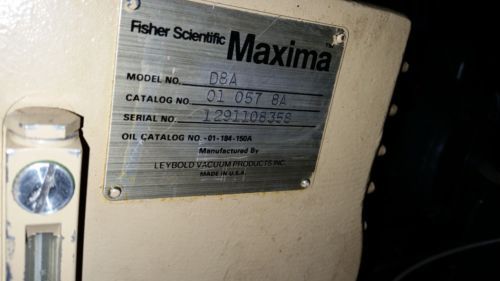 Fisher Scientific Maxima™
MODEL NO. D8A
CATALOG NO. 01 057 8A
SERIAL NO. 1291108358
OIL CATALOG NO. -01-184-150A
Manufactured By
LEYBOLD VACUUM PRODUCTS INC.
MADE IN U.S.A.